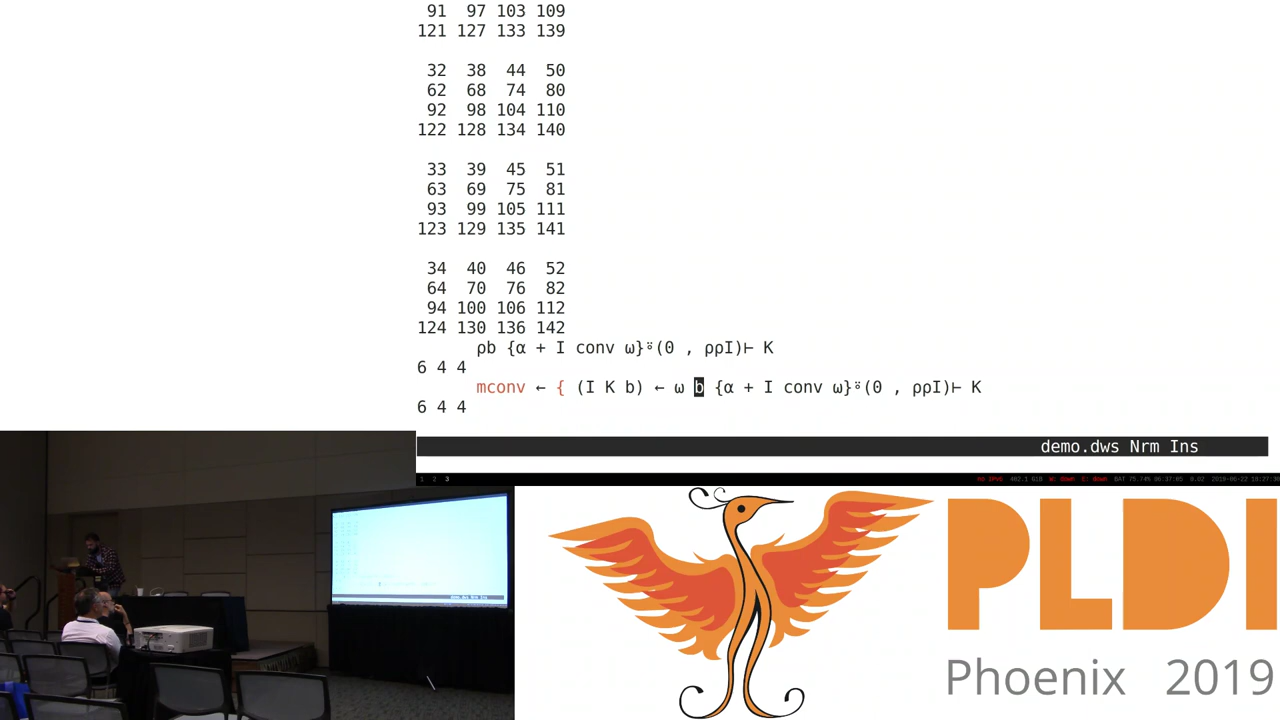 91 97 103 109
121 127 133 139
32 38 44 50
62 68 74 80
92 98 104 110
122 128 134 140
33 39 45 51
63 69 75 81
93 99 105 111
123 129 135 141
34 40 46 52
64 70 76 82
94 100 106 112
124 130 136 142
⍴b {⍺ + I conv ⍵}⍤(0 , ⍴⍴I)⊢ K
6 4 4
mconv ← { (I K b) ← ⍵ b {⍺ + I conv ⍵}⍤(0 , ⍴⍴I)⊢ K
6 4 4
demo.dws Nrm Ins
1 2 3
PLDI
Phoenix 2019